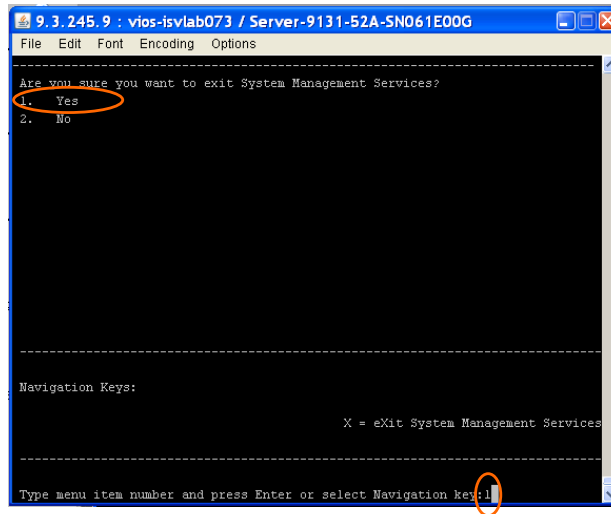 9.3.245.9 : vios-isvlab073 / Server-9131-52A-SN061E00G
File Edit Font Encoding Options
-------------------------------------------------------------------------------
Are you sure you want to exit System Management Services?
1. Yes
2. No
-------------------------------------------------------------------------------
Navigation Keys:
X = eXit System Management Services
-------------------------------------------------------------------------------
Type menu item number and press Enter or select Navigation key:1